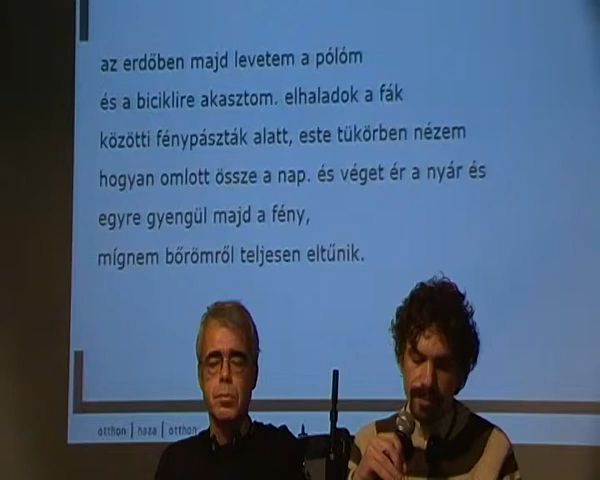 az erdőben majd levetem a pólóm
és a biciklire akasztom. elhaladok a fák
közötti fénypászták alatt, este tükörben nézem
hogyan omlott össze a nap. és véget ér a nyár és
egyre gyengül majd a fény,
mígnem bőrömről teljesen eltűnik.
otthon | haza | otthon